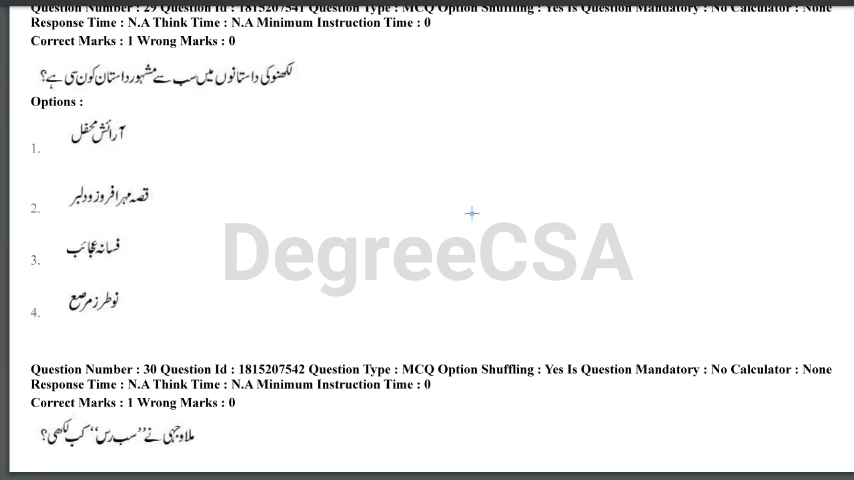 Question Number : 29 Question Id : 1815207541 Question Type : MCQ Option Shuffling : Yes Is Question Mandatory : No Calculator : None
Response Time : N.A Think Time : N.A Minimum Instruction Time : 0
Correct Marks : 1 Wrong Marks : 0
لکھنو کی داستانوں میں سب سے مشہور داستان کون سی ہے؟
Options :
1. آرائش محفل
2. قصہ مہر افروز و دلبر
3. فسانہ عجائب
4. نو طرز مرصع
DegreeCSA
Question Number : 30 Question Id : 1815207542 Question Type : MCQ Option Shuffling : Yes Is Question Mandatory : No Calculator : None
Response Time : N.A Think Time : N.A Minimum Instruction Time : 0
Correct Marks : 1 Wrong Marks : 0
ملا وجہی نے ”سب رس“ کب لکھی؟